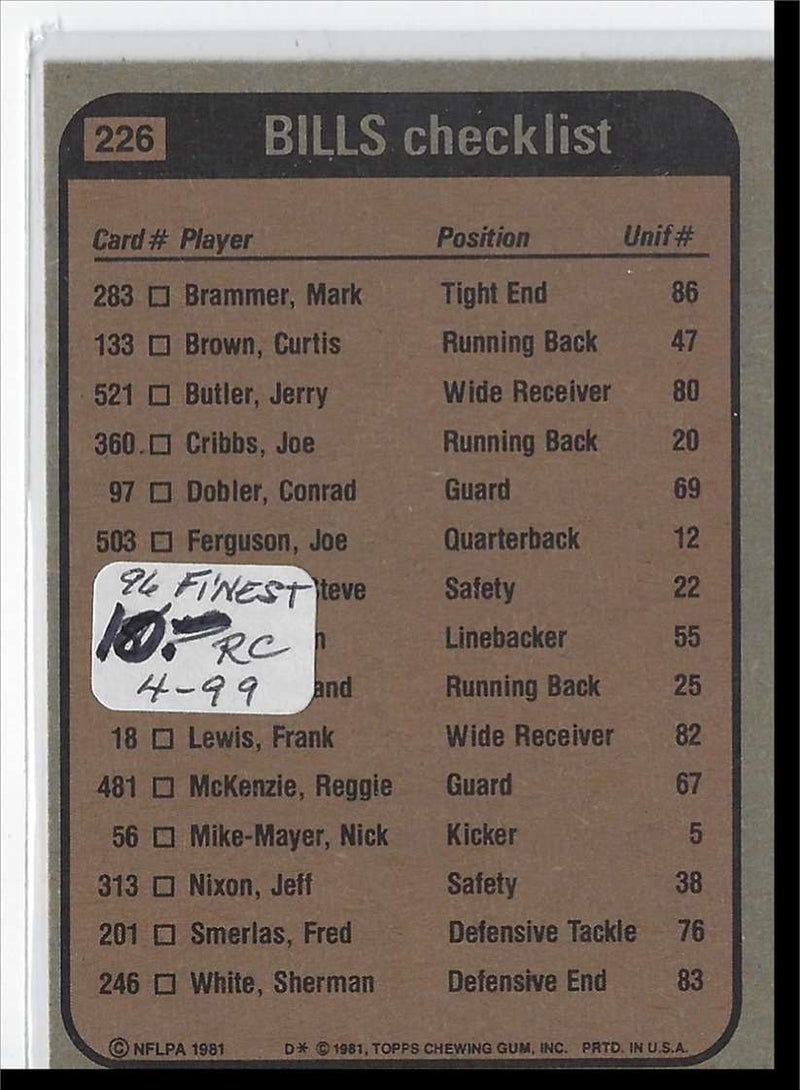 226 BILLS checklist
Card # Player Position Unif #
283 Brammer, Mark Tight End 86
133 Brown, Curtis Running Back 47
521 Butler, Jerry Wide Receiver 80
360. Cribbs, Joe Running Back 20
97 Dobler, Conrad Guard 69
503 Ferguson, Joe Quarterback 12
teve Safety 22
n Linebacker 55
and Running Back 25
96 FINEST
10.- RC
4-99
18 Lewis, Frank Wide Receiver 82
481 McKenzie, Reggie Guard 67
56 Mike-Mayer, Nick Kicker 5
313 Nixon, Jeff Safety 38
201 Smerlas, Fred Defensive Tackle 76
246 White, Sherman Defensive End 83
© NFLPA 1981 D* © 1981, TOPPS CHEWING GUM, INC. PRTD. IN U.S.A.